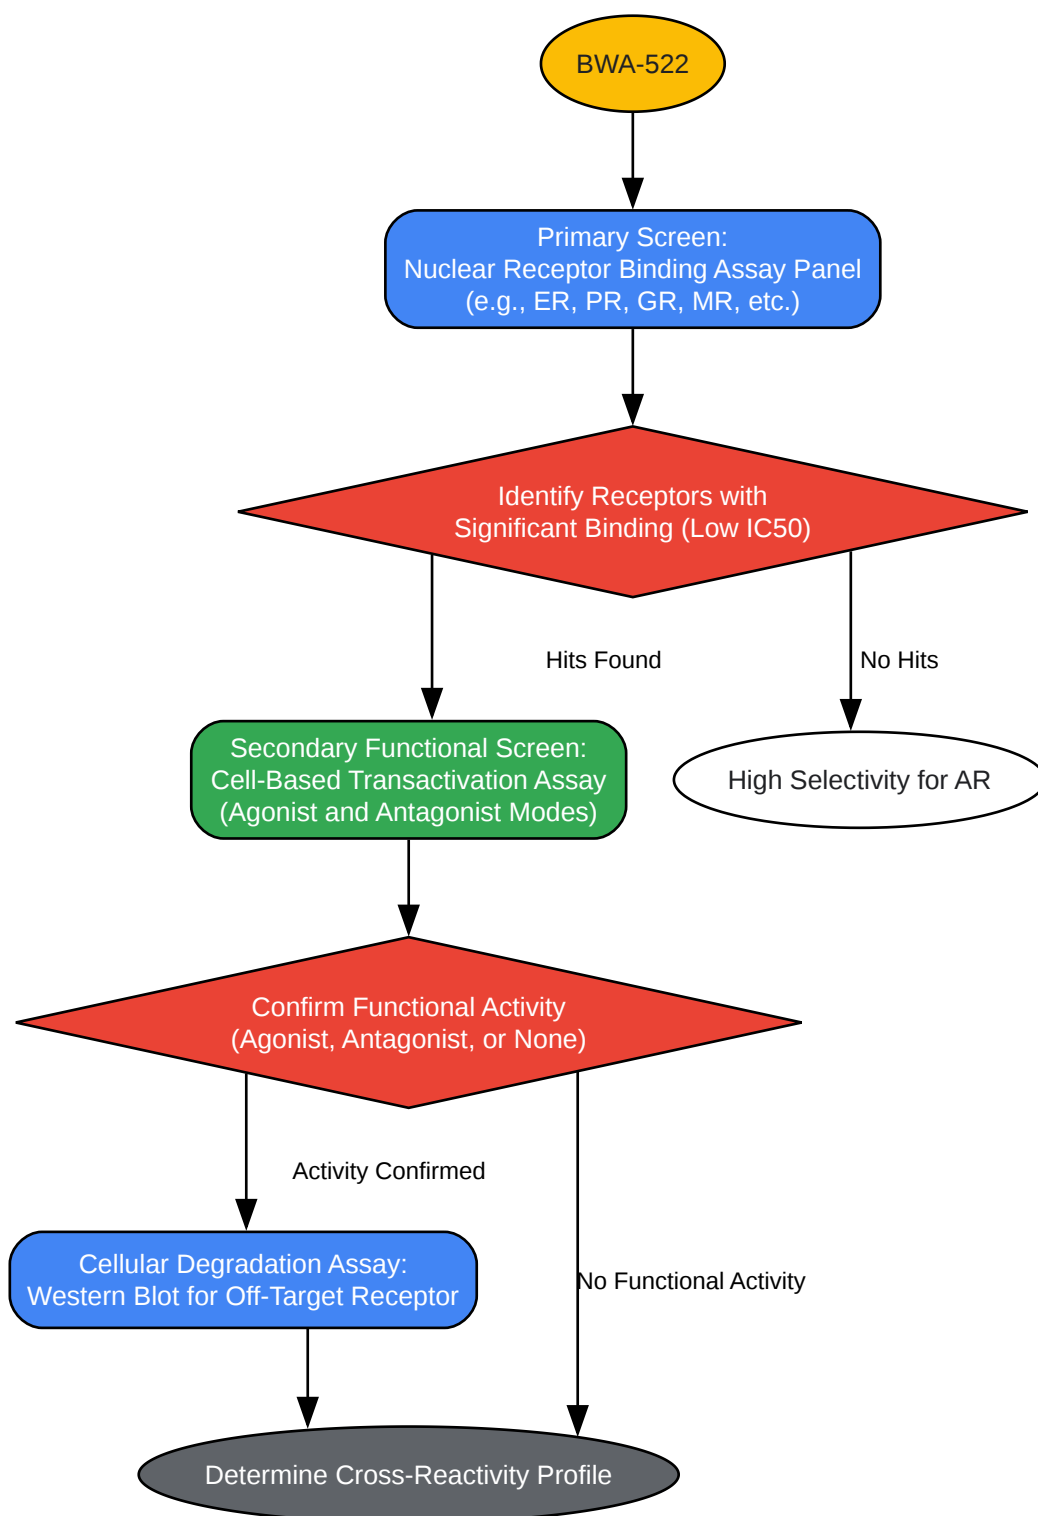 BWA-522
Primary Screen:
Nuclear Receptor Binding Assay Panel
(e.g., ER, PR, GR, MR, etc.)
Identify Receptors with
Significant Binding (Low IC50)
Hits Found
No Hits
Secondary Functional Screen:
Cell-Based Transactivation Assay
(Agonist and Antagonist Modes)
High Selectivity for AR
Confirm Functional Activity
(Agonist, Antagonist, or None)
Activity Confirmed
Cellular Degradation Assay:
Western Blot for Off-Target Receptor
No Functional Activity
Determine Cross-Reactivity Profile